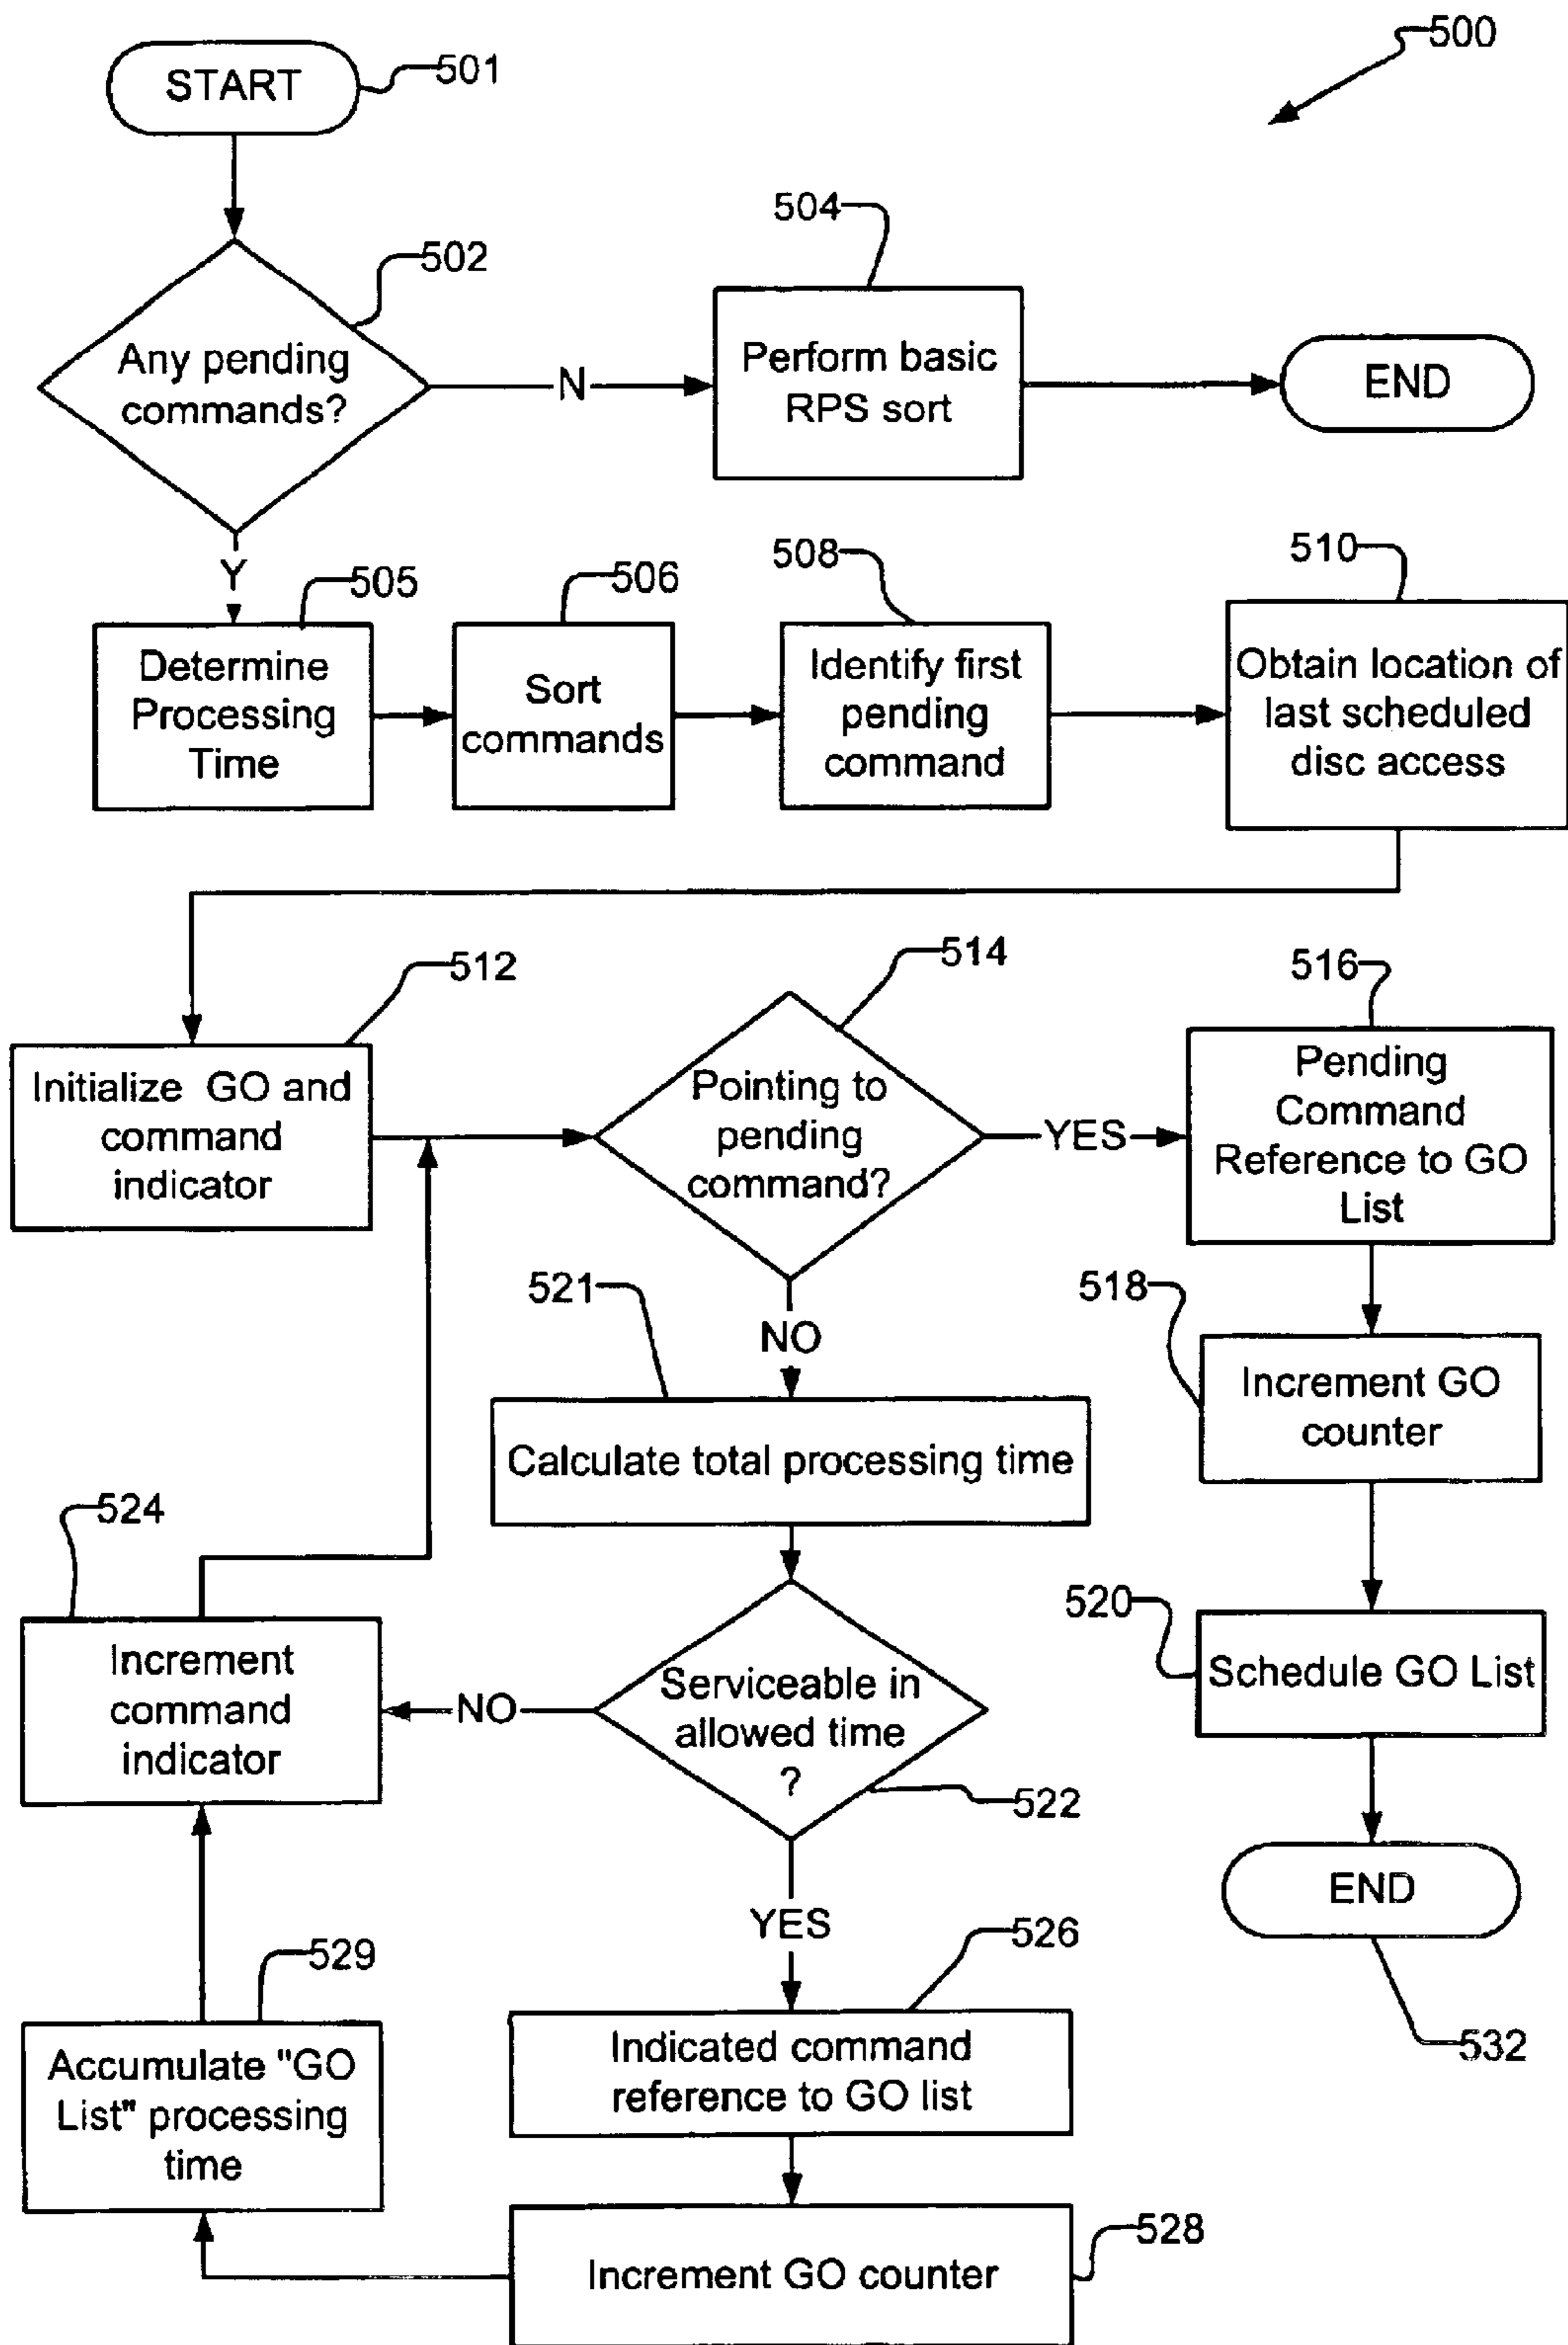 500
START
501
502
Any pending
commands?
N
504
Perform basic
RPS sort
END
Y
505
Determine
Processing
Time
506
Sort
commands
508
Identify first
pending
command
510
Obtain location of
last scheduled
disc access
512
Initialize GO and
command
indicator
514
Pointing to
pending
command?
YES
516
Pending
Command
Reference to GO
List
518
Increment GO
counter
520
Schedule GO List
END
532
NO
521
Calculate total processing time
522
Serviceable in
allowed time
?
NO
524
Increment
command
indicator
YES
526
Indicated command
reference to GO list
528
Increment GO counter
529
Accumulate "GO
List" processing
time